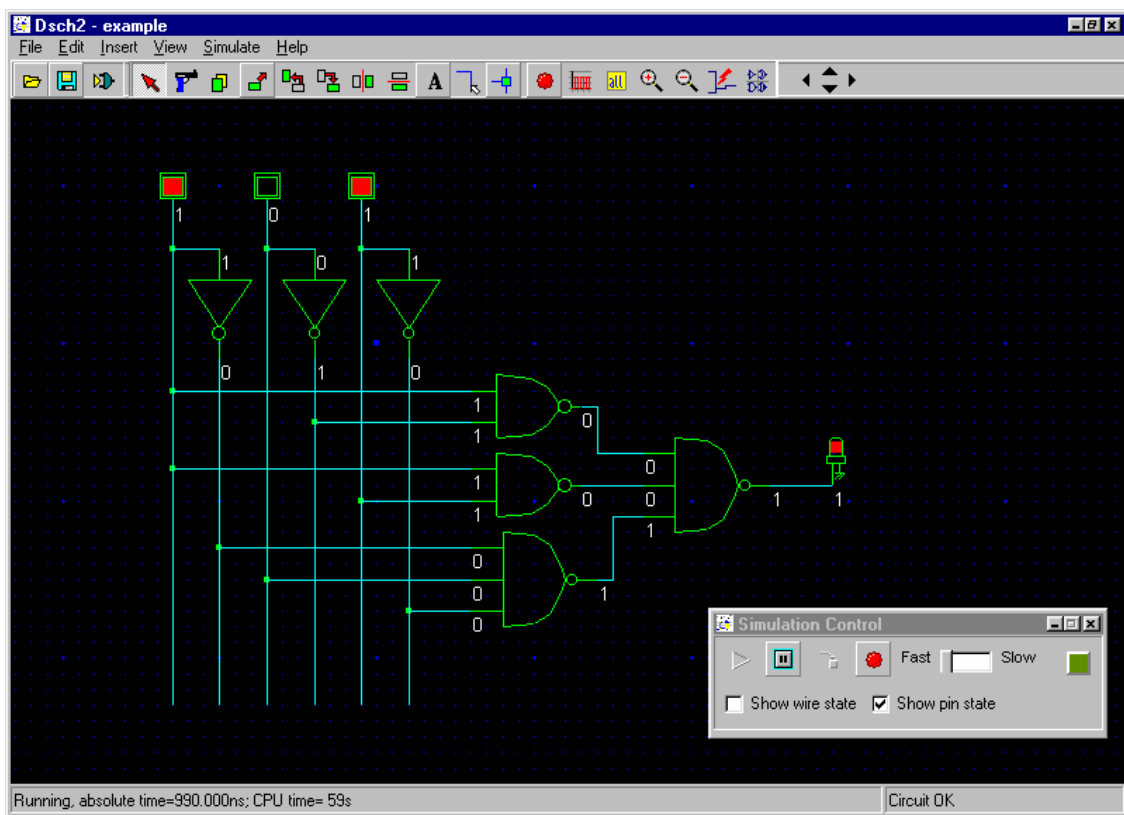 Dsch2 - example
File Edit Insert View Simulate Help
A all
1 0 1
1 0 1
0 1 0
1
1 0
0
1
0 0 1 1
1
1
0
0 1
0
Simulation Control
Fast Slow
Show wire state Show pin state
Running, absolute time=990.000ns; CPU time= 59s Circuit OK